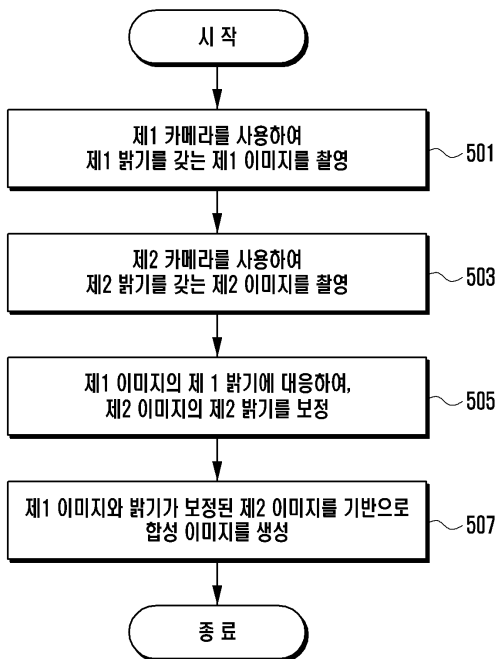 시 작
제1 카메라를 사용하여
제1 밝기를 갖는 제1 이미지를 촬영
501
제2 카메라를 사용하여
제2 밝기를 갖는 제2 이미지를 촬영
503
제1 이미지의 제 1 밝기에 대응하여,
제2 이미지의 제2 밝기를 보정
505
제1 이미지와 밝기가 보정된 제2 이미지를 기반으로
합성 이미지를 생성
507
종 료